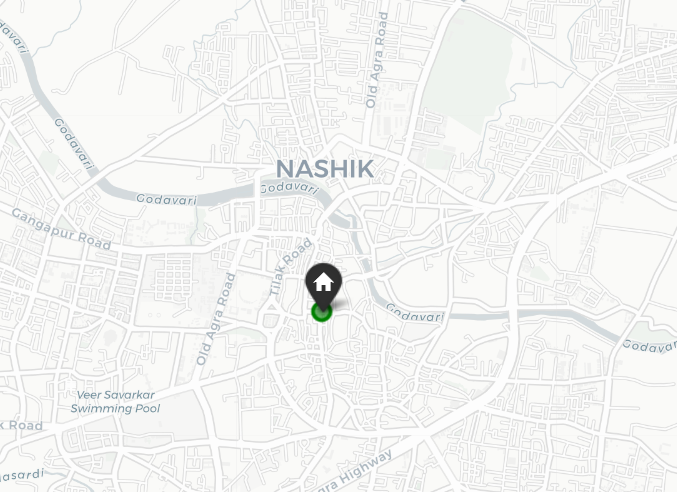 Godavari
Old Agra Road
Godavari
NASHIK
Godavari
Godavari
Gangapur Road
Tilak Road
Old Agra Road
Godavari
Godavar
Veer Savarkar
Swimming Pool
k Road
asardi
gra Highway